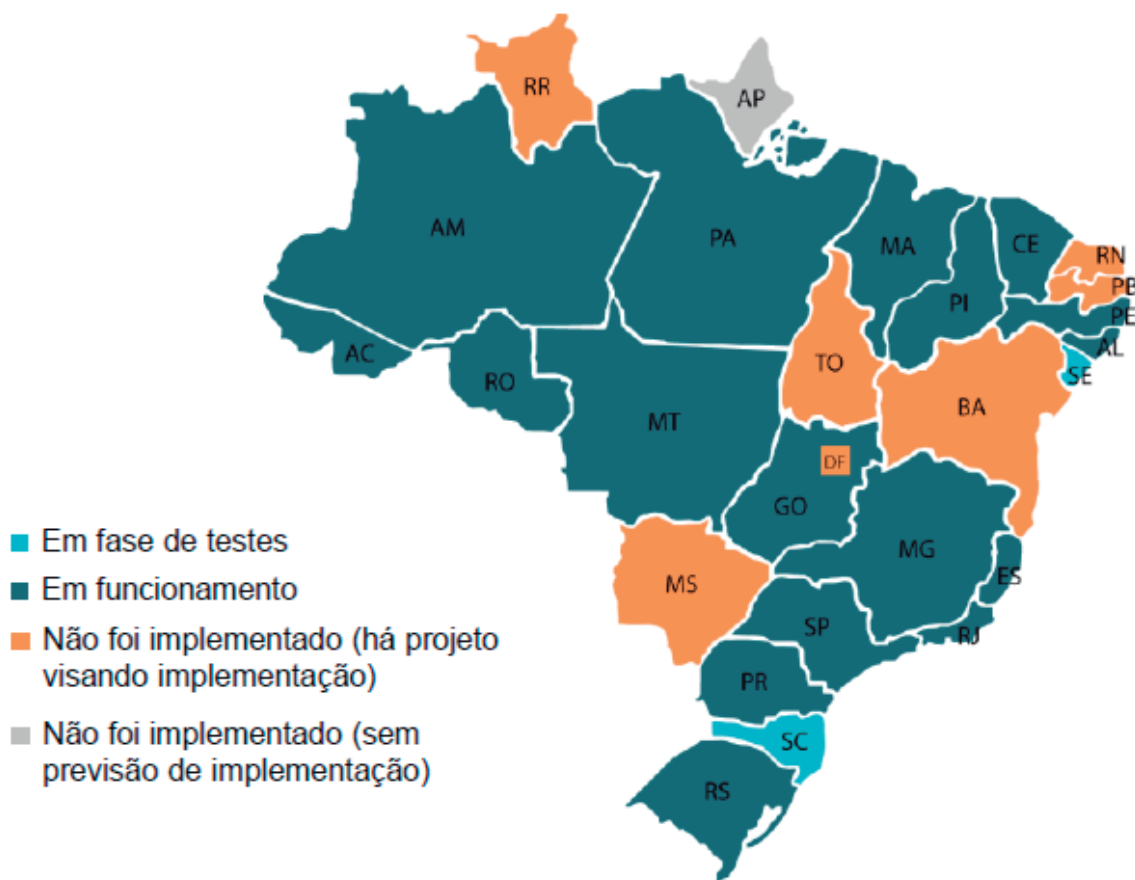 RR
AP
AM
PA
MA
CE
RN
PB
PI
PE
AL
SE
AC
RO
TO
BA
MT
DF
GO
MG
ES
MS
SP
RJ
PR
SC
RS
Em fase de testes
Em funcionamento
Não foi implementado (há projeto
visando implementação)
Não foi implementado (sem
previsão de implementação)